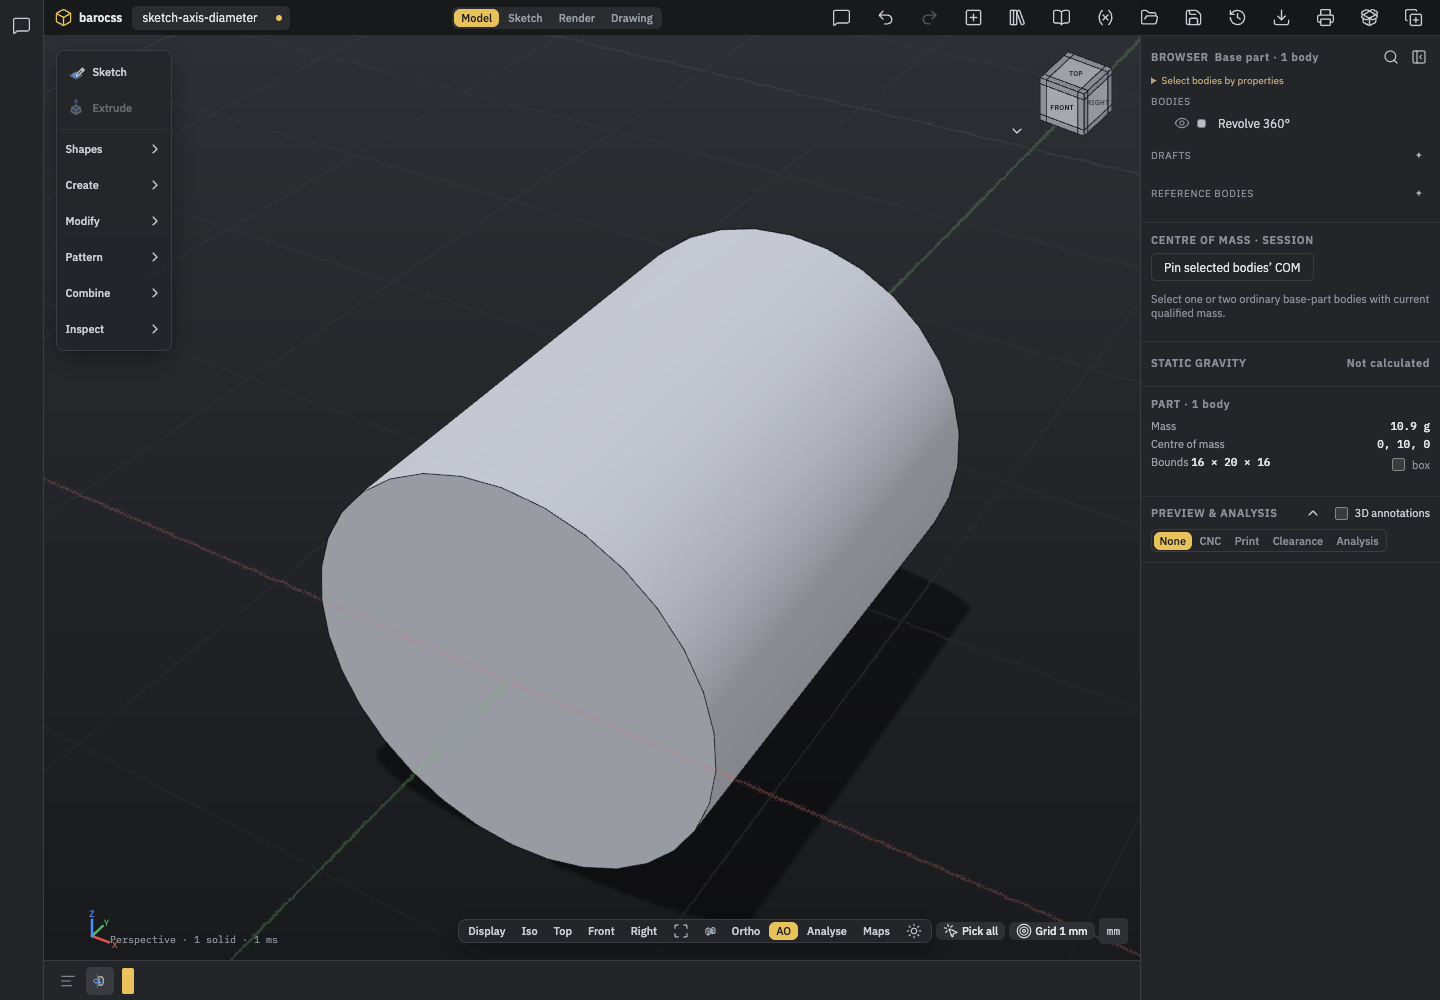 barocss
sketch-axis-diameter
Model Sketch Render Drawing
Sketch
Extrude
Shapes
Create
Modify
Pattern
Combine
Inspect
TOP
FRONT
RIGHT
BROWSER Base part · 1 body
Select bodies by properties
BODIES
Revolve 360°
DRAFTS +
REFERENCE BODIES +
CENTRE OF MASS · SESSION
Pin selected bodies’ COM
Select one or two ordinary base-part bodies with current
qualified mass.
STATIC GRAVITY Not calculated
PART · 1 body
Mass 10.9 g
Centre of mass 0, 10, 0
Bounds 16 × 20 × 16 box
PREVIEW & ANALYSIS 3D annotations
None CNC Print Clearance Analysis
Z
Y
X
Perspective · 1 solid · 1 ms
Display Iso Top Front Right Ortho AO Analyse Maps Pick all Grid 1 mm mm